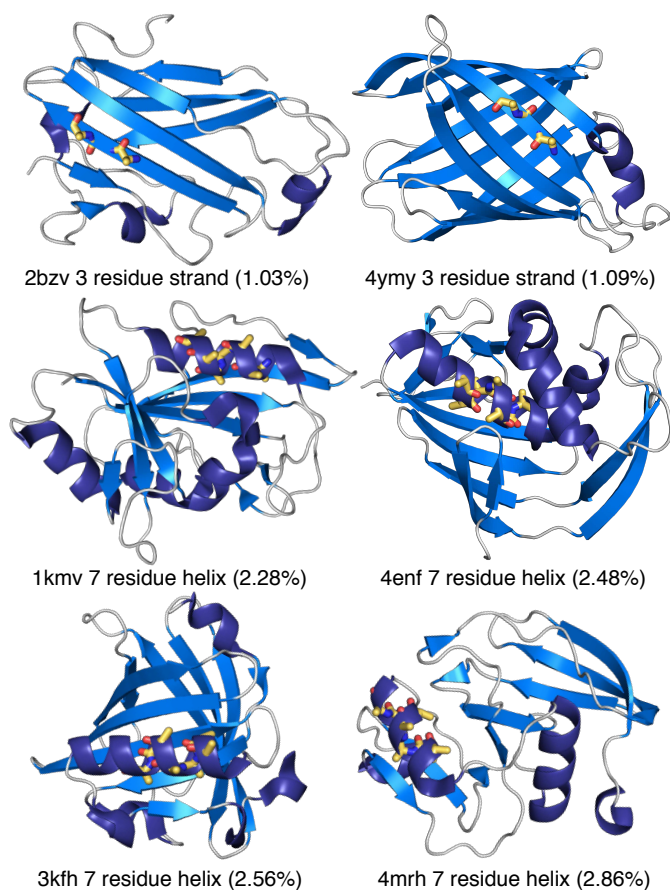 2bzv 3 residue strand (1.03%)
4ymy 3 residue strand (1.09%)
1kmv 7 residue helix (2.28%)
4enf 7 residue helix (2.48%)
3kfh 7 residue helix (2.56%)
4mrh 7 residue helix (2.86%)